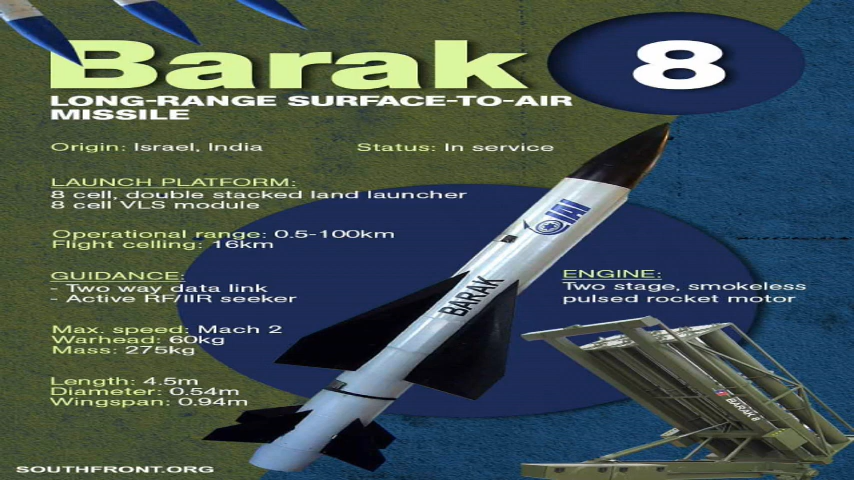 Barak 8
LONG-RANGE SURFACE-TO-AIR
MISSILE
Origin: Israel, India
Status: In service
LAUNCH PLATFORM:
8 cell, double stacked land launcher
8 cell VLS module
Operational range: 0.5-100km
Flight celling: 16km
GUIDANCE:
- Two way data link
- Active RF/IIR seeker
ENGINE:
Two stage, smokeless
pulsed rocket motor
Max. speed: Mach 2
Warhead: 60kg
Mass: 275kg
Length: 4.5m
Diameter: 0.54m
Wingspan: 0.94m
IAI
BARAK
BARAK 8
SOUTHFRONT.ORG